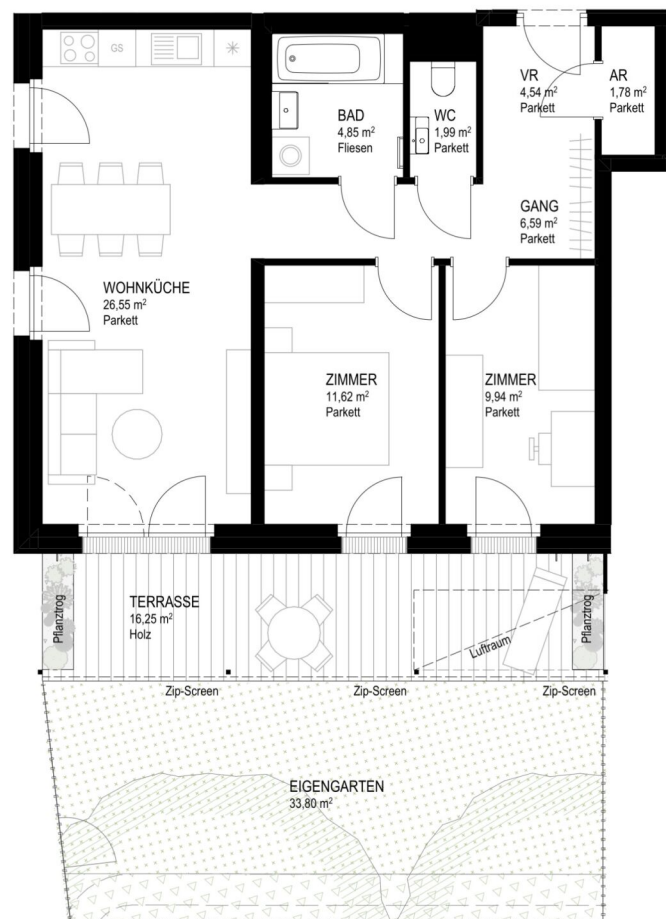 GS
VR
4,54 m²
Parkett
AR
1,78 m²
Parkett
BAD
4,85 m²
Fliesen
WC
1,99 m²
Parkett
GANG
6,59 m²
Parkett
WOHNKÜCHE
26,55 m²
Parkett
ZIMMER
11,62 m²
Parkett
ZIMMER
9,94 m²
Parkett
Pflanztrog
TERRASSE
16,25 m²
Holz
Luftraum
Pflanztrog
Zip-Screen
Zip-Screen
Zip-Screen
EIGENGARTEN
33,80 m²